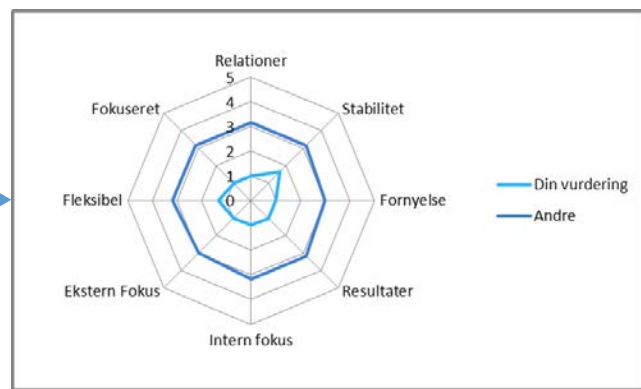 Relationer
5
4
3
2
1
0
Fokuseret
Stabilitet
Fleksibel
Fornyelse
Ekstern Fokus
Resultater
Intern fokus
Din vurdering
Andre